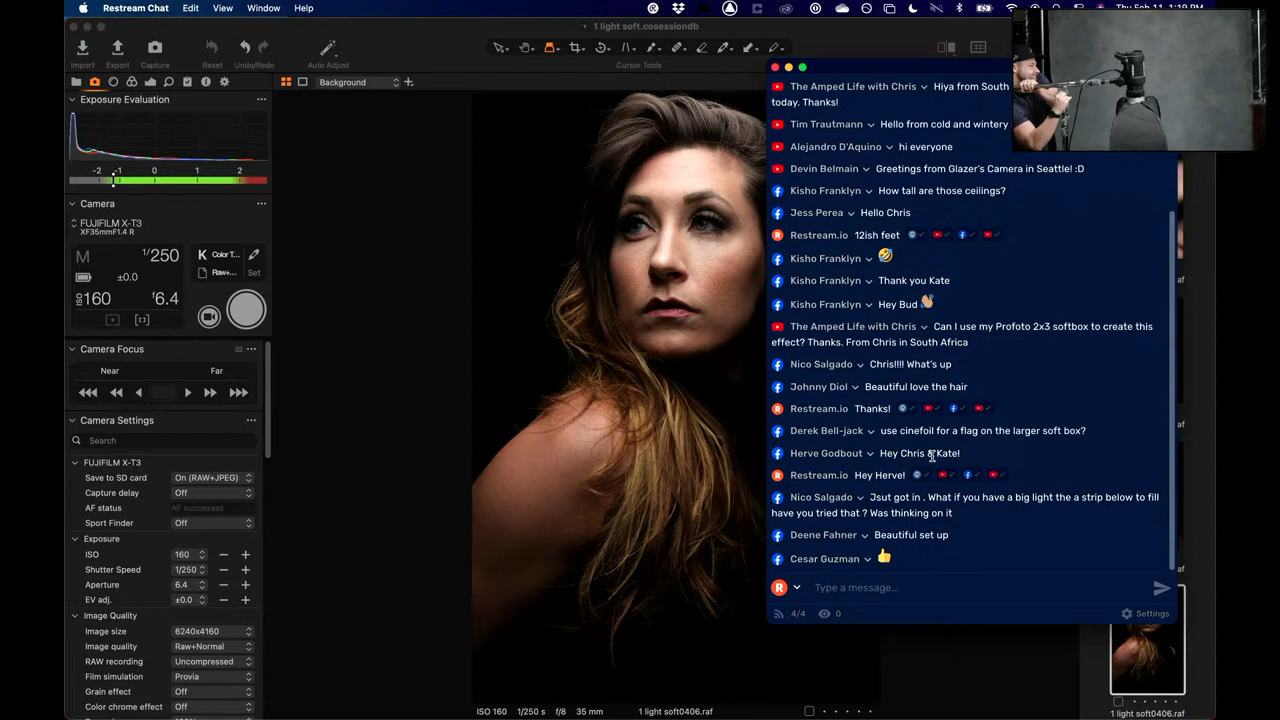 Restream Chat Edit View Window Help
Thu Feb 11 1:19 PM
1 light soft.cosessiondb
Import Export Capture Reset Undo/Redo Auto Adjust Cursor Tools
Background
Exposure Evaluation
-2 -1 0 1 2
Camera
FUJIFILM X-T3
XF35mmF1.4 R
M 1/250 K Color T...
±0.0 Raw+... Set
ISO 160 f6.4
Camera Focus
Near Far
Camera Settings
Search
FUJIFILM X-T3
Save to SD card On (RAW+JPEG)
Capture delay Off
AF status AF successes
Sport Finder Off
Exposure
ISO 160
Shutter Speed 1/250
Aperture 6.4
EV adj. ±0.0
Image Quality
Image size 6240x4160
Image quality Raw+Normal
RAW recording Uncompressed
Film simulation Provia
Grain effect Off
Color chrome effect Off
The Amped Life with Chris Hiya from South
today. Thanks!
Tim Trautmann Hello from cold and wintery
Alejandro D'Aquino hi everyone
Devin Belmain Greetings from Glazer's Camera in Seattle! :D
Kisho Franklyn How tall are those ceilings?
Jess Perea Hello Chris
Restream.io 12ish feet
Kisho Franklyn 🤣
Kisho Franklyn Thank you Kate
Kisho Franklyn Hey Bud 👋🏼
The Amped Life with Chris Can I use my Profoto 2x3 softbox to create this
effect? Thanks. From Chris in South Africa
Nico Salgado Chris!!!! What's up
Johnny Diol Beautiful love the hair
Restream.io Thanks!
Derek Bell-jack use cinefoil for a flag on the larger soft box?
Herve Godbout Hey Chris & Kate!
Restream.io Hey Herve!
Nico Salgado Jsut got in . What if you have a big light the a strip below to fill
have you tried that ? Was thinking on it
Deene Fahner Beautiful set up
Cesar Guzman 👍
R Type a message...
4/4 0 Settings
ISO 160 1/250 s f/8 35 mm 1 light soft0406.raf
1 light soft0406.raf